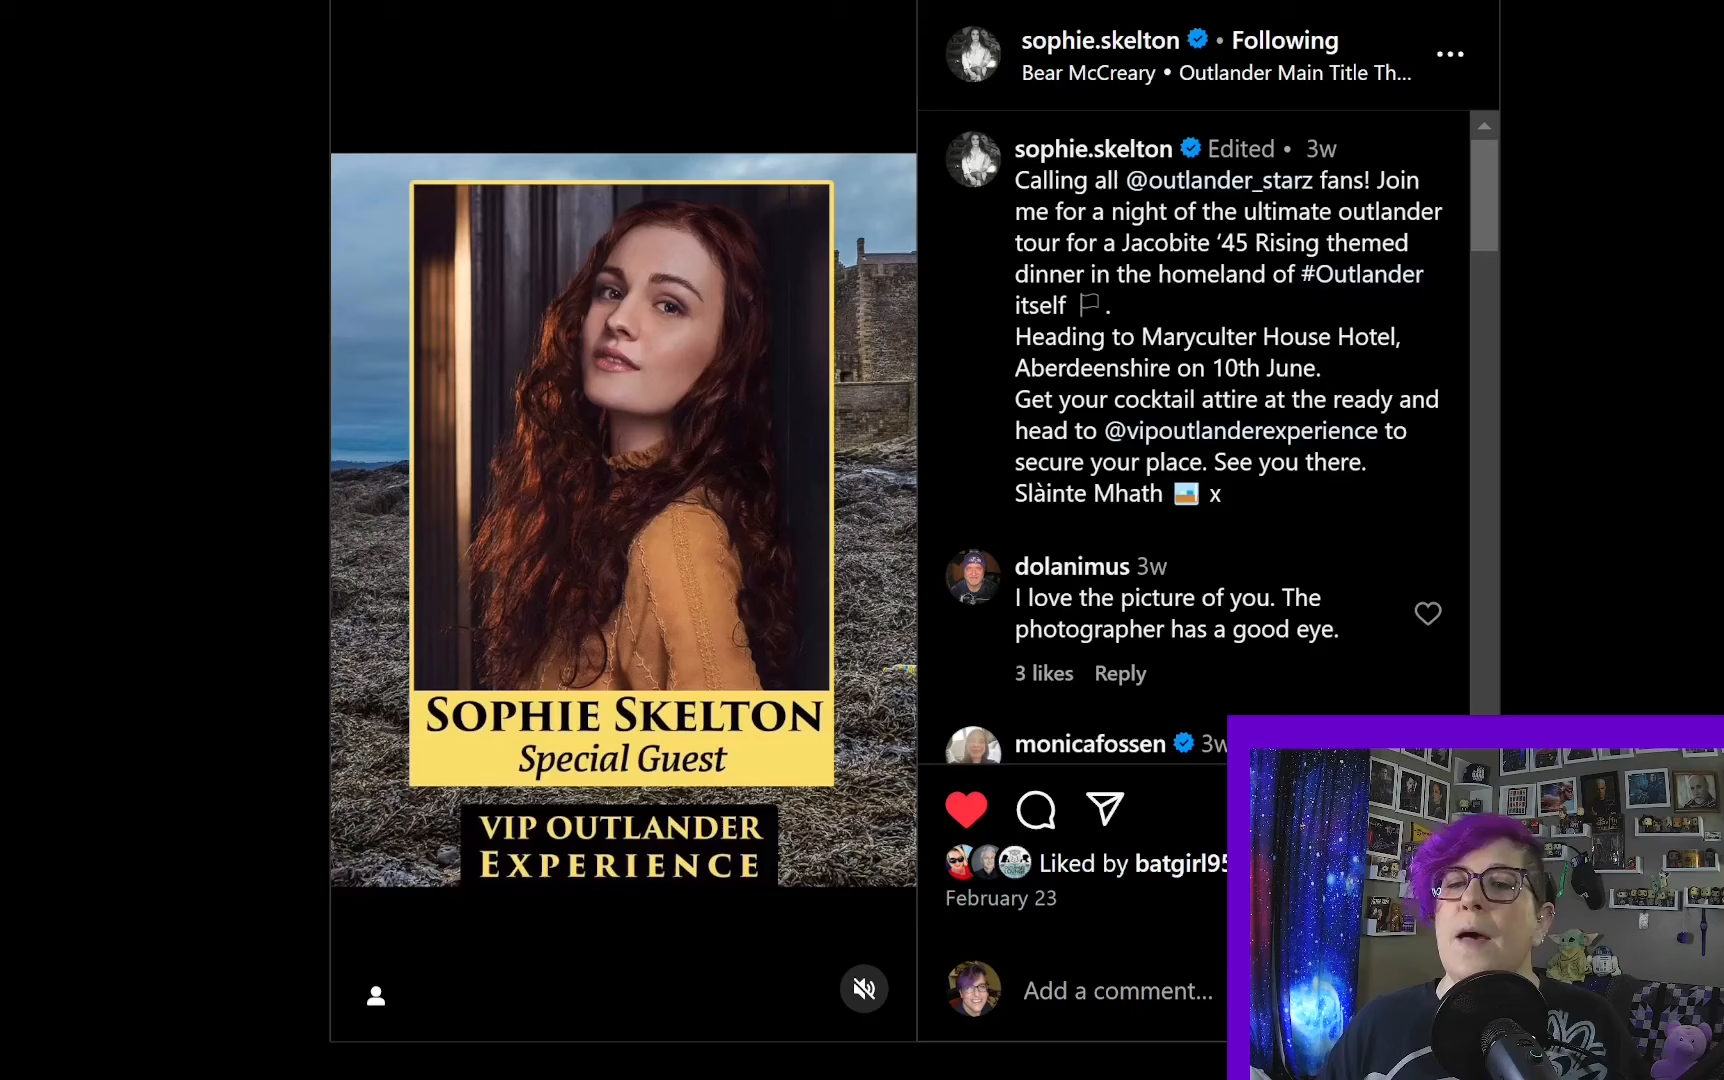 SOPHIE SKELTON
Special Guest
VIP OUTLANDER
EXPERIENCE
sophie.skelton • Following
Bear McCreary • Outlander Main Title Th...
sophie.skelton Edited • 3w
Calling all @outlander_starz fans! Join
me for a night of the ultimate outlander
tour for a Jacobite ‘45 Rising themed
dinner in the homeland of #Outlander
itself 🏳.
Heading to Maryculter House Hotel,
Aberdeenshire on 10th June.
Get your cocktail attire at the ready and
head to @vipoutlanderexperience to
secure your place. See you there.
Slàinte Mhath x
dolanimus 3w
I love the picture of you. The
photographer has a good eye.
3 likes Reply
monicafossen 3w
Liked by batgirl95
February 23
Add a comment...